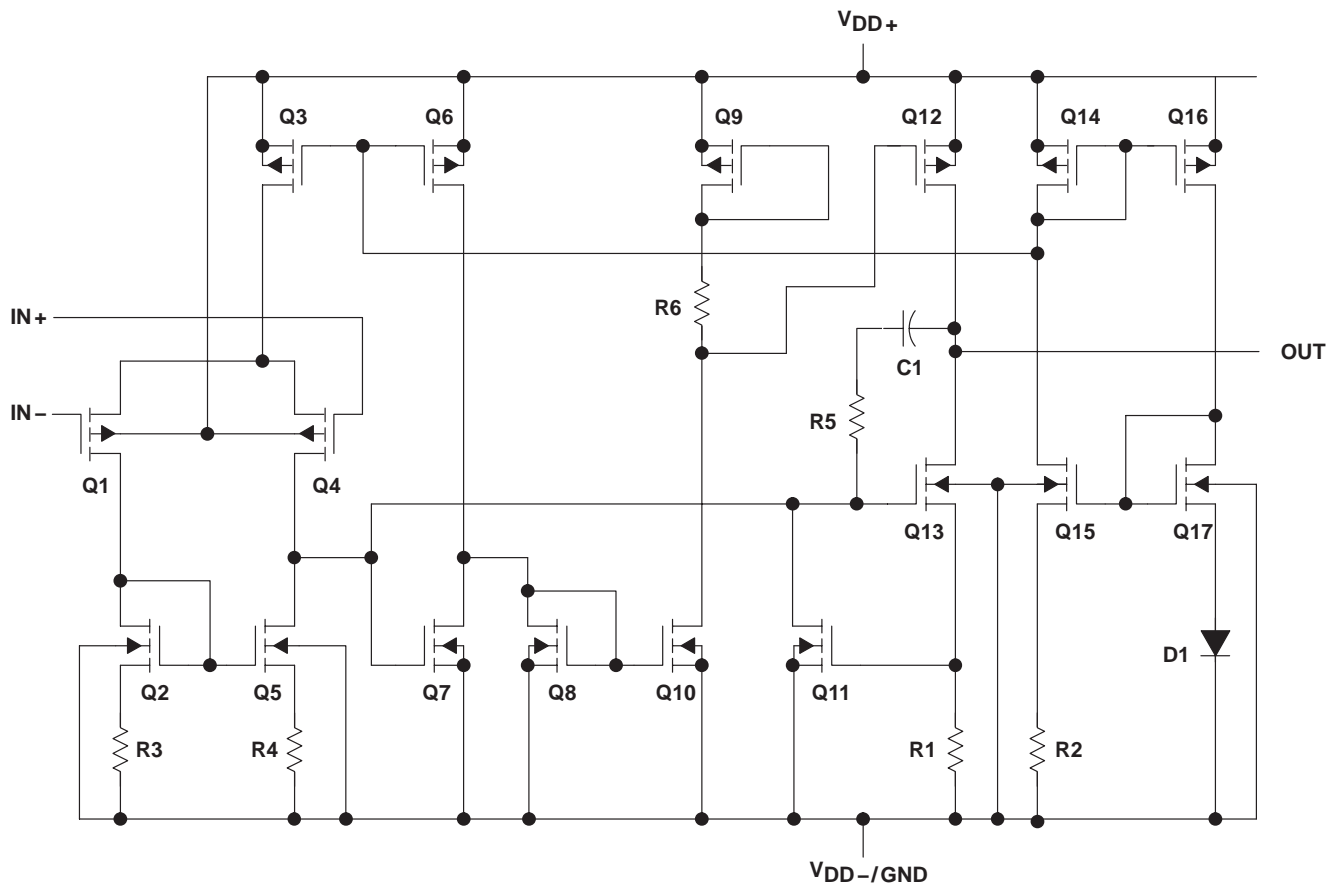 VDD+
Q3
Q6
Q9
Q12
Q14
Q16
IN+
R6
OUT
C1
IN−
R5
Q1
Q4
Q13
Q15
Q17
D1
Q2
Q5
Q7
Q8
Q10
Q11
R3
R4
R1
R2
VDD−/GND